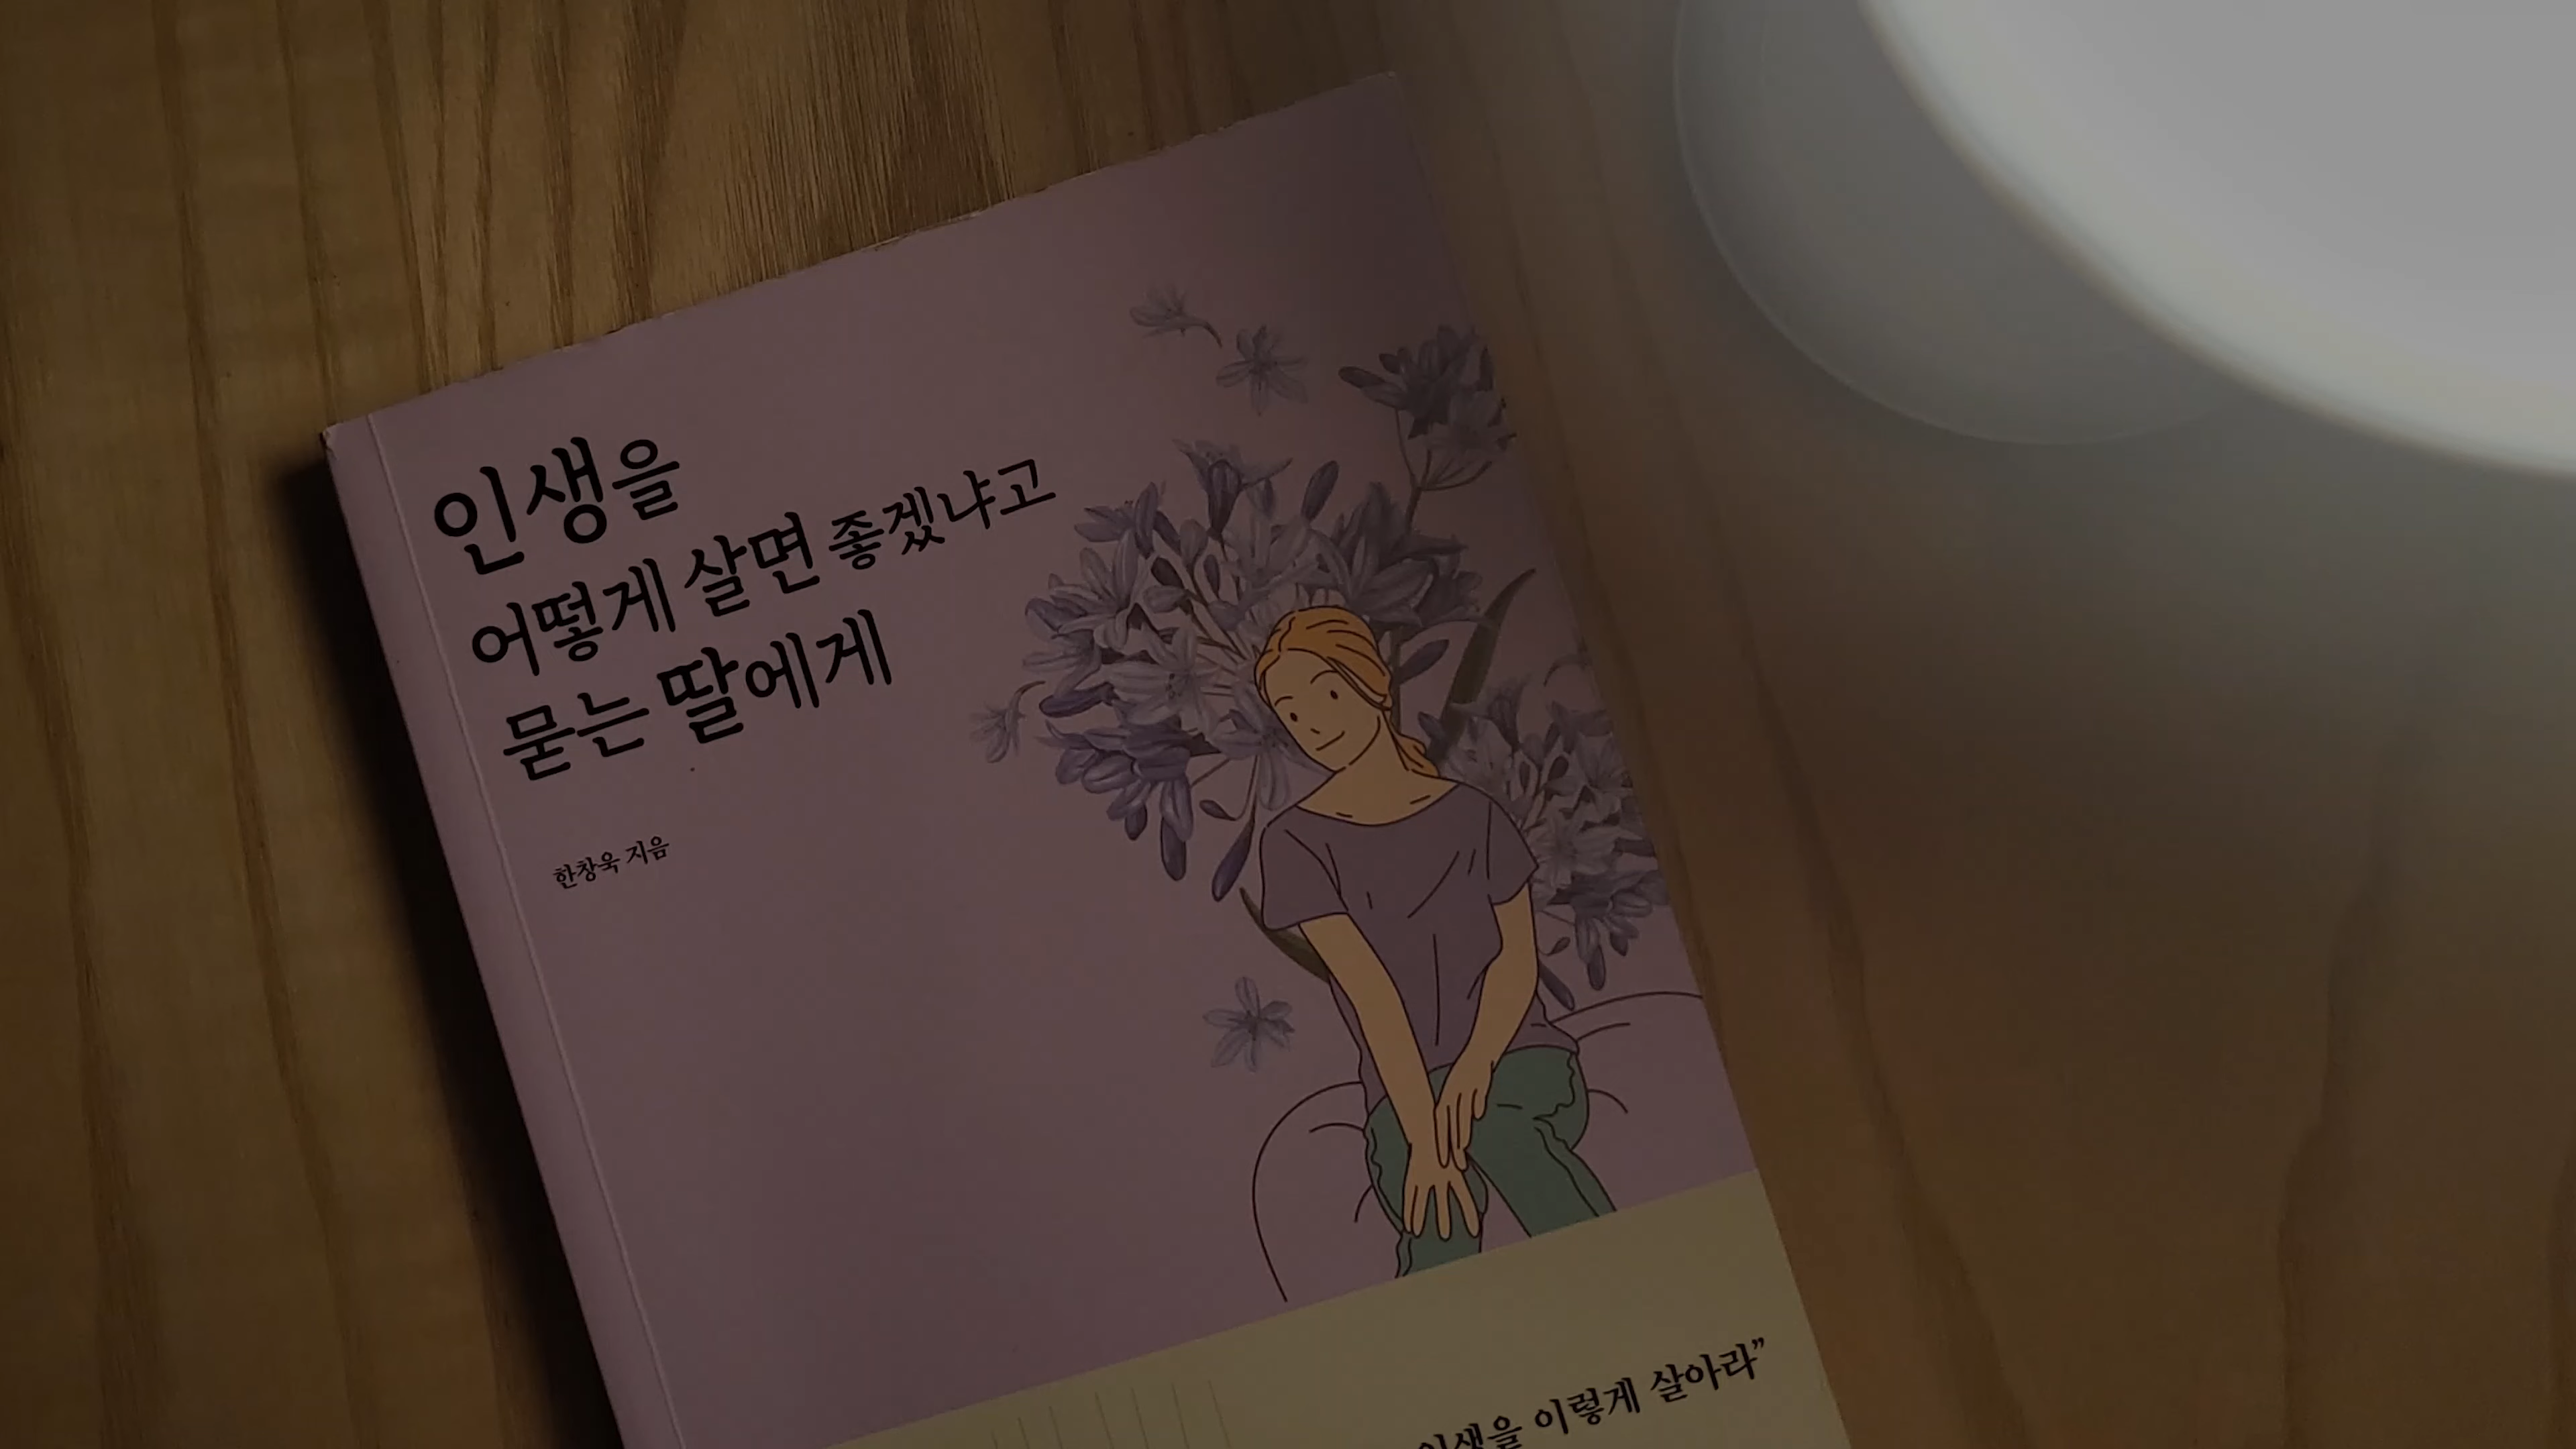 인생을
어떻게 살면 좋겠냐고
묻는 딸에게
한창욱 지음
인생을 이렇게 살아라”